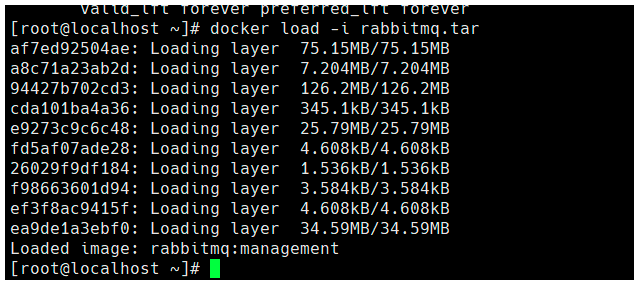 valid_lft forever preferred_lft forever
[root@localhost ~]# docker load -i rabbitmq.tar
af7ed92504ae: Loading layer  75.15MB/75.15MB
a8c71a23ab2d: Loading layer  7.204MB/7.204MB
94427b702cd3: Loading layer  126.2MB/126.2MB
cda101ba4a36: Loading layer  345.1kB/345.1kB
e9273c9c6c48: Loading layer  25.79MB/25.79MB
fd5af07ade28: Loading layer  4.608kB/4.608kB
26029f9df184: Loading layer  1.536kB/1.536kB
f98663601d94: Loading layer  3.584kB/3.584kB
ef3f8ac9415f: Loading layer  4.608kB/4.608kB
ea9de1a3ebf0: Loading layer  34.59MB/34.59MB
Loaded image: rabbitmq:management
[root@localhost ~]#